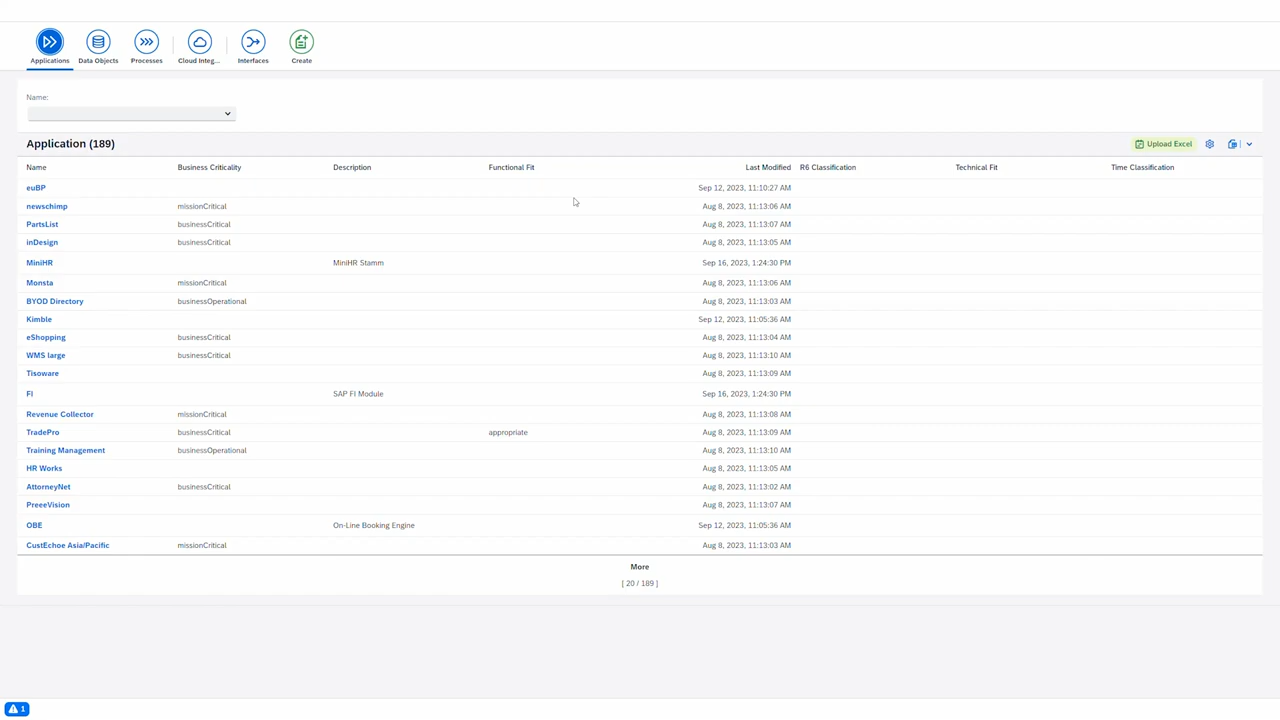 Applications Data Objects Processes Cloud Integ... Interfaces Create
Name:
Application (189) Upload Excel
Name Business Criticality Description Functional Fit Last Modified R6 Classification Technical Fit Time Classification
euBP Sep 12, 2023, 11:10:27 AM
newschimp missionCritical Aug 8, 2023, 11:13:06 AM
PartsList businessCritical Aug 8, 2023, 11:13:07 AM
inDesign businessCritical Aug 8, 2023, 11:13:05 AM
MiniHR MiniHR Stamm Sep 16, 2023, 1:24:30 PM
Monsta missionCritical Aug 8, 2023, 11:13:06 AM
BYOD Directory businessOperational Aug 8, 2023, 11:13:03 AM
Kimble Sep 12, 2023, 11:05:36 AM
eShopping businessCritical Aug 8, 2023, 11:13:04 AM
WMS large businessCritical Aug 8, 2023, 11:13:10 AM
Tisoware Aug 8, 2023, 11:13:09 AM
FI SAP FI Module Sep 16, 2023, 1:24:30 PM
Revenue Collector missionCritical Aug 8, 2023, 11:13:08 AM
TradePro businessCritical appropriate Aug 8, 2023, 11:13:09 AM
Training Management businessOperational Aug 8, 2023, 11:13:10 AM
HR Works Aug 8, 2023, 11:13:05 AM
AttorneyNet businessCritical Aug 8, 2023, 11:13:02 AM
PreeeVision Aug 8, 2023, 11:13:07 AM
OBE On-Line Booking Engine Sep 12, 2023, 11:05:36 AM
CustEchoe Asia/Pacific missionCritical Aug 8, 2023, 11:13:03 AM
More
[ 20 / 189 ]
1